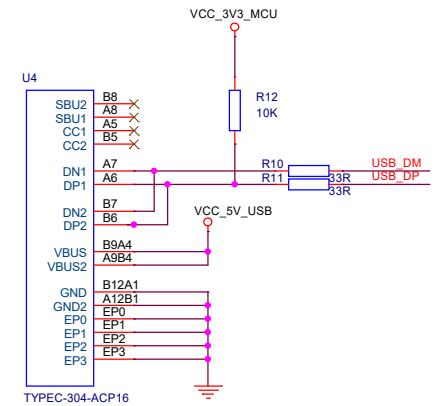 VCC_3V3_MCU
U4
R12
10K
SBU2 B8
SBU1 A8
CC1 A5
CC2 B5
DN1 A7 R10 USB_DM
DP1 A6 R11 33R USB_DP
33R
DN2 B7
DP2 B6
VCC_5V_USB
VBUS B9A4
VBUS2 A9B4
GND B12A1
GND2 A12B1
EP0 EP0
EP1 EP1
EP2 EP2
EP3 EP3
TYPEC-304-ACP16